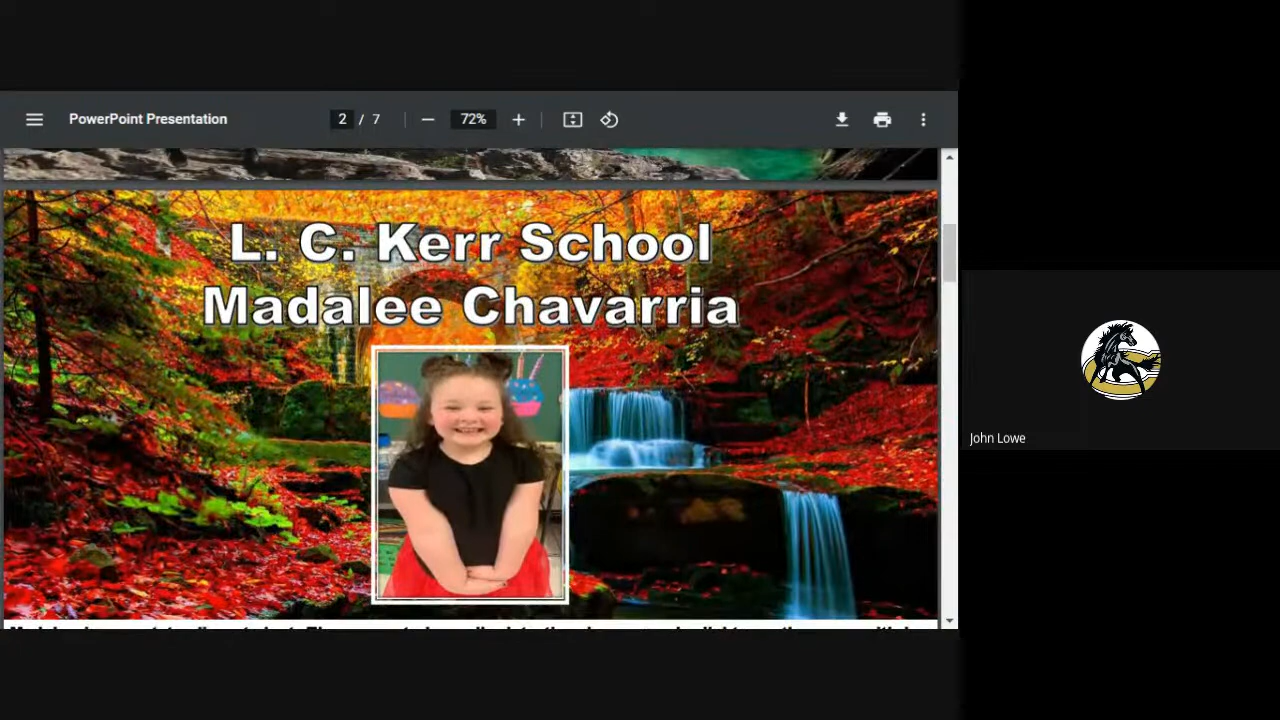 PowerPoint Presentation
2 / 7
72%
L. C. Kerr School
Madalee Chavarria
John Lowe